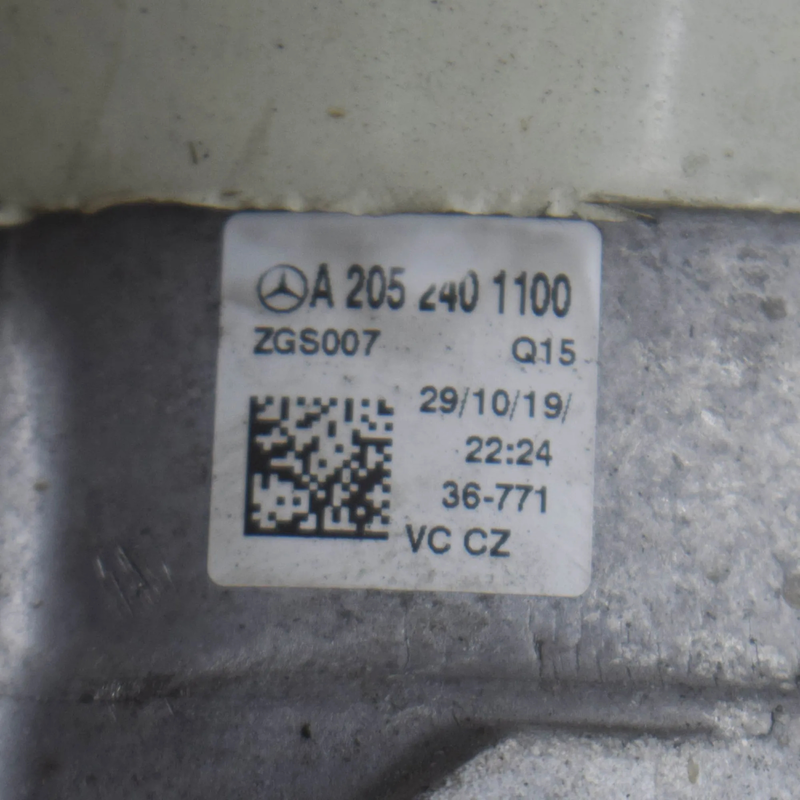 A 205 240 1100
ZGS007 Q15
29/10/19/
22:24
36-771
VC CZ